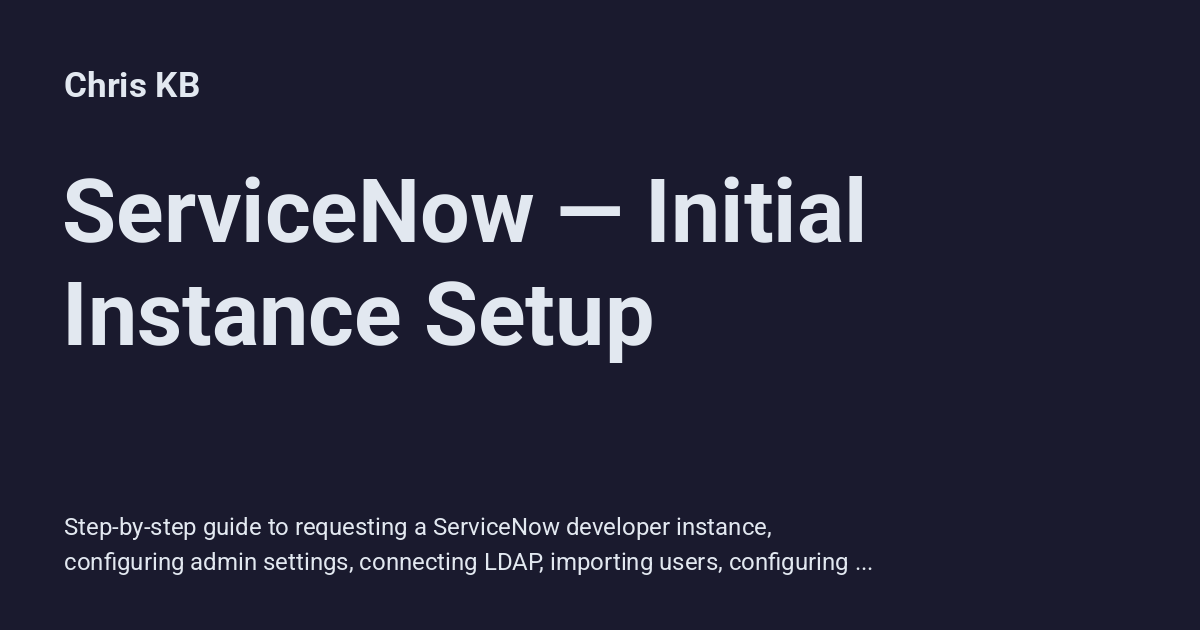 Chris KB
ServiceNow — Initial
Instance Setup
Step-by-step guide to requesting a ServiceNow developer instance,
configuring admin settings, connecting LDAP, importing users, configuring ...